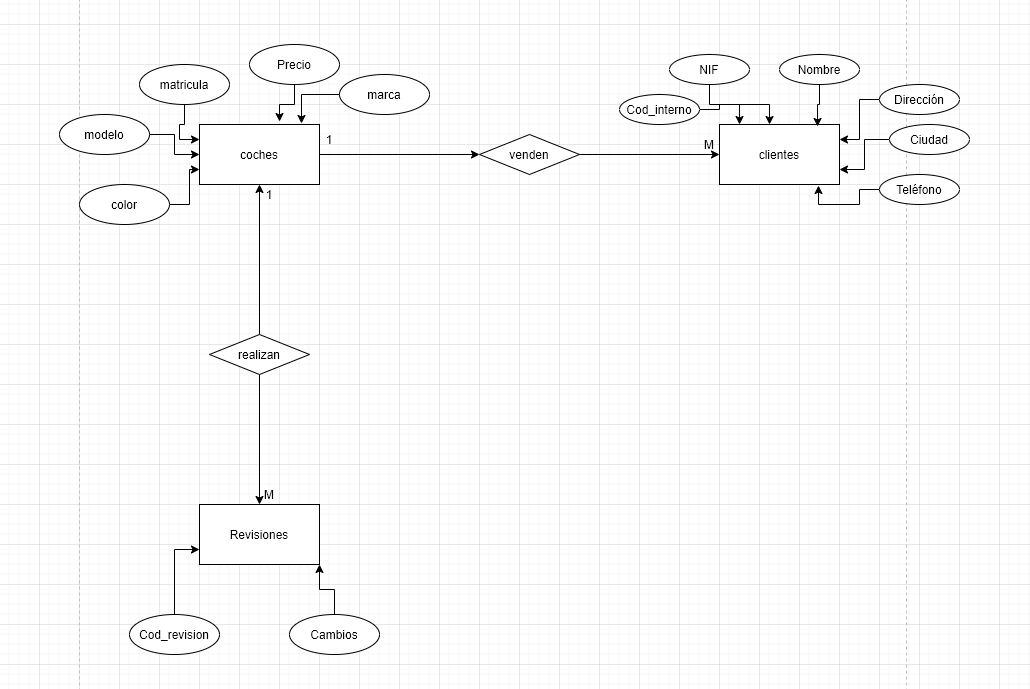 Precio
matricula
marca
modelo
color
coches
1
1
venden
M
NIF
Nombre
Cod_interno
Dirección
clientes
Ciudad
Teléfono
realizan
M
Revisiones
Cod_revision
Cambios